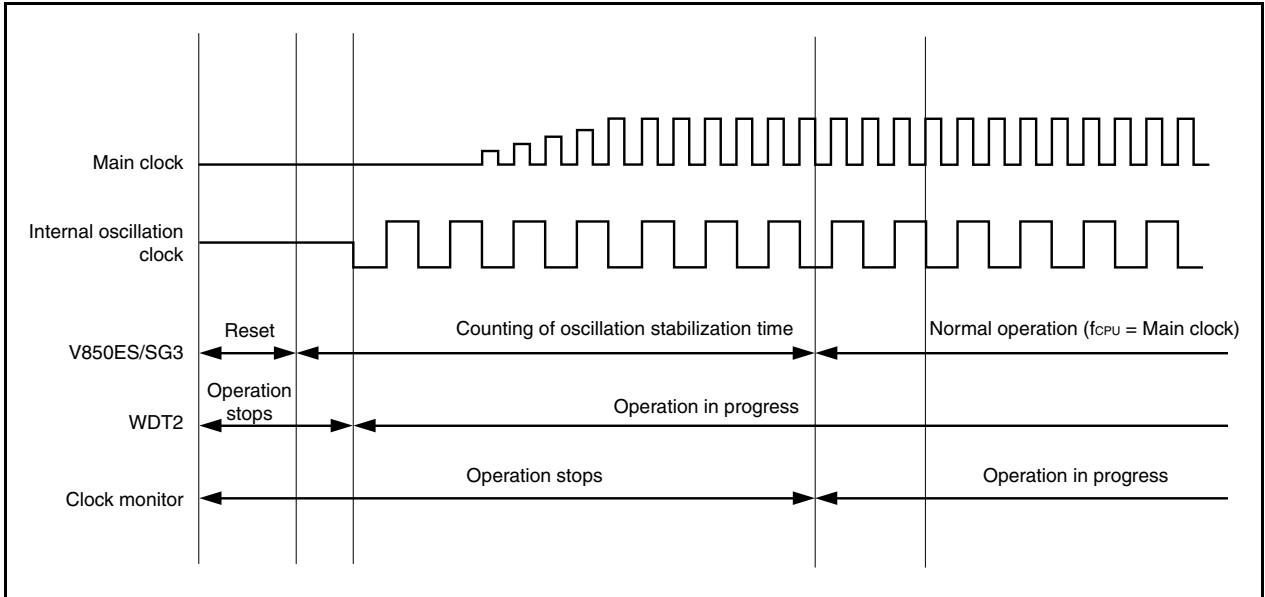 Main clock
Internal oscillation
clock
Reset
Counting of oscillation stabilization time
Normal operation (fCPU = Main clock)
V850ES/SG3
Operation
stops
Operation in progress
WDT2
Operation stops
Operation in progress
Clock monitor